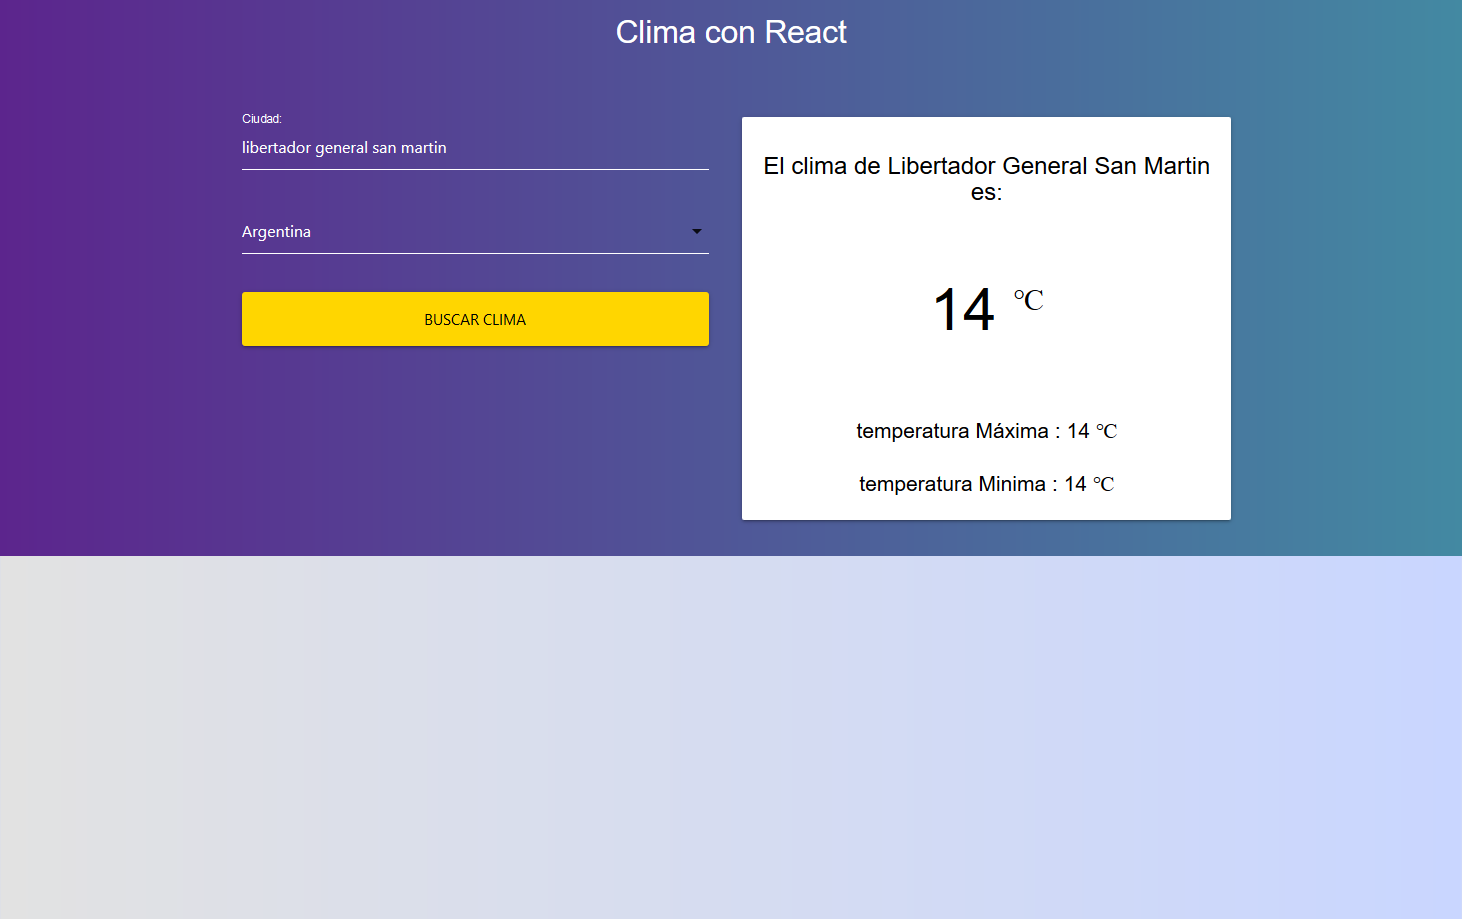 Clima con React
Ciudad:
libertador general san martin
Argentina
BUSCAR CLIMA
El clima de Libertador General San Martin
es:
14 ℃
temperatura Máxima : 14 ℃
temperatura Minima : 14 ℃